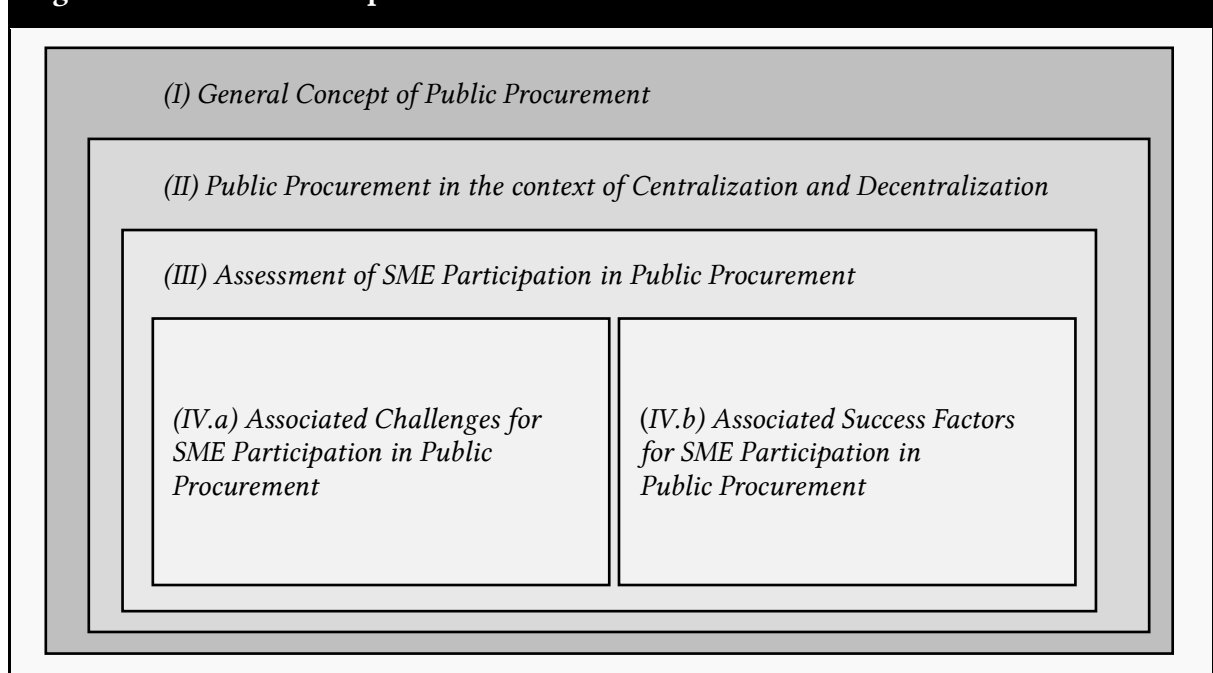 (I) General Concept of Public Procurement
(II) Public Procurement in the context of Centralization and Decentralization
(III) Assessment of SME Participation in Public Procurement
(IV.a) Associated Challenges for
SME Participation in Public
Procurement
(IV.b) Associated Success Factors
for SME Participation in
Public Procurement